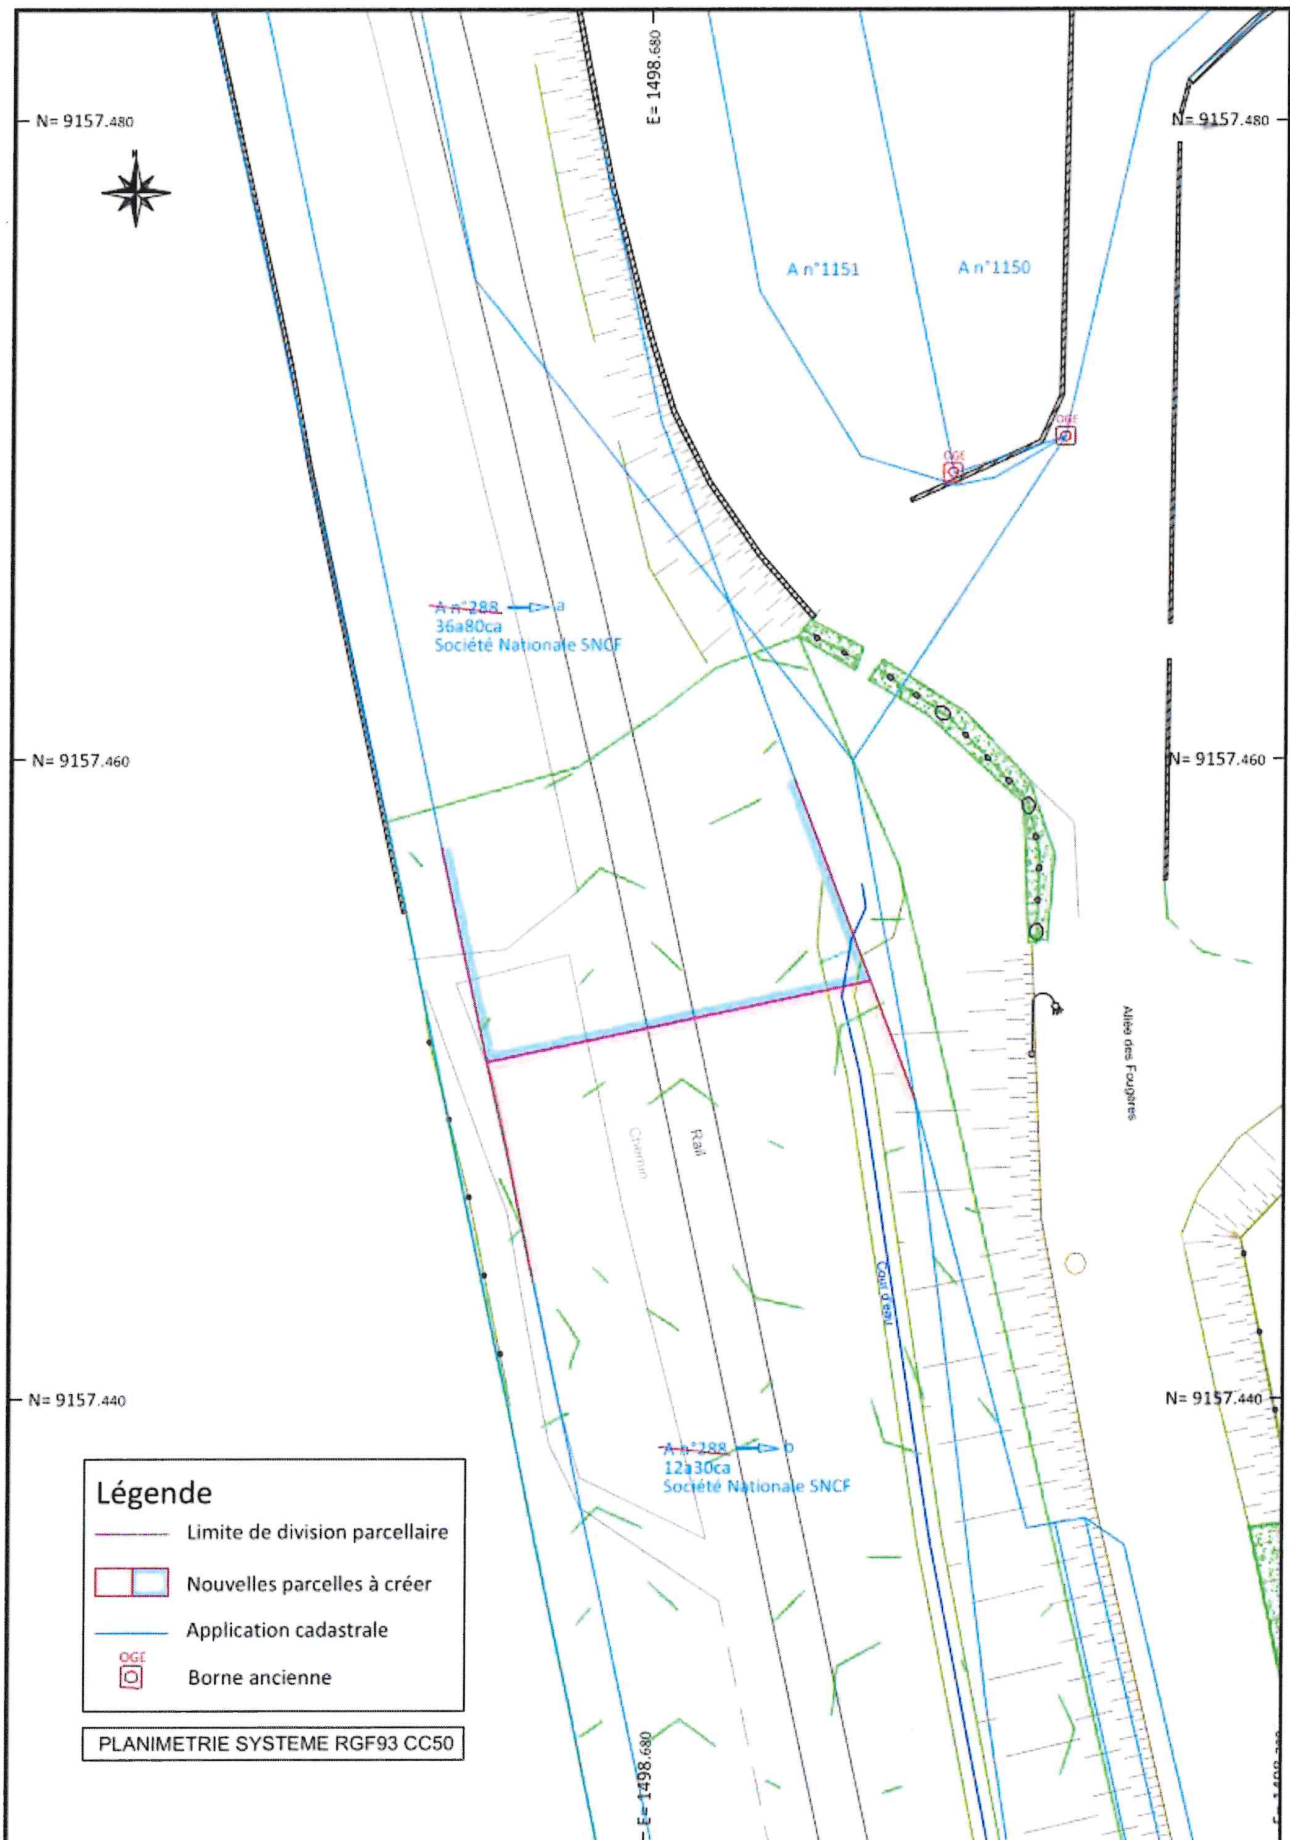 E= 1498.680
N= 9157.480
N= 9157.480
N
A n°1151
A n°1150
OGE
OGE
A n°288 a
36a80ca
Société Nationale SNCF
N= 9157.460
N= 9157.460
Allée des Fougères
Chemin
Rail
Cour d'eau
N= 9157.440
N= 9157.440
A n°288 b
12a30ca
Société Nationale SNCF
Légende
Limite de division parcellaire
Nouvelles parcelles à créer
Application cadastrale
OGE
Borne ancienne
PLANIMETRIE SYSTEME RGF93 CC50
E= 1498.680